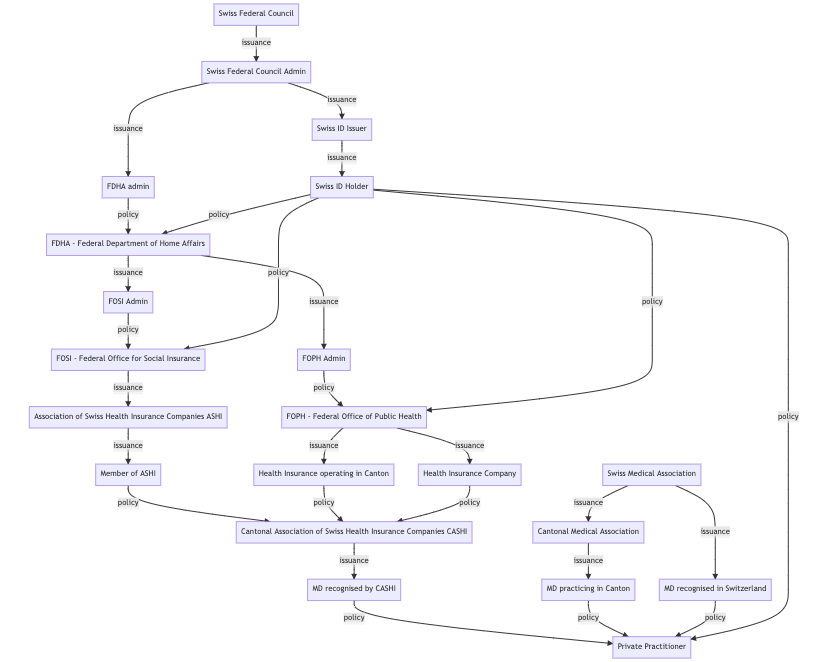 Swiss Federal Council
issuance
Swiss Federal Council Admin
issuance
issuance
Swiss ID Issuer
issuance
FDHA admin
Swiss ID Holder
policy
policy
FDHA - Federal Department of Home Affairs
issuance
policy
issuance
policy
FOSI Admin
policy
FOSI - Federal Office for Social Insurance
FOPH Admin
issuance
policy
Association of Swiss Health Insurance Companies ASHI
FOPH - Federal Office of Public Health
policy
issuance
issuance
issuance
Member of ASHI
Health Insurance operating in Canton
Health Insurance Company
Swiss Medical Association
policy
policy
policy
issuance
Cantonal Association of Swiss Health Insurance Companies CASHI
Cantonal Medical Association
issuance
issuance
issuance
MD recognised by CASHI
MD practicing in Canton
MD recognised in Switzerland
policy
policy
policy
Private Practitioner